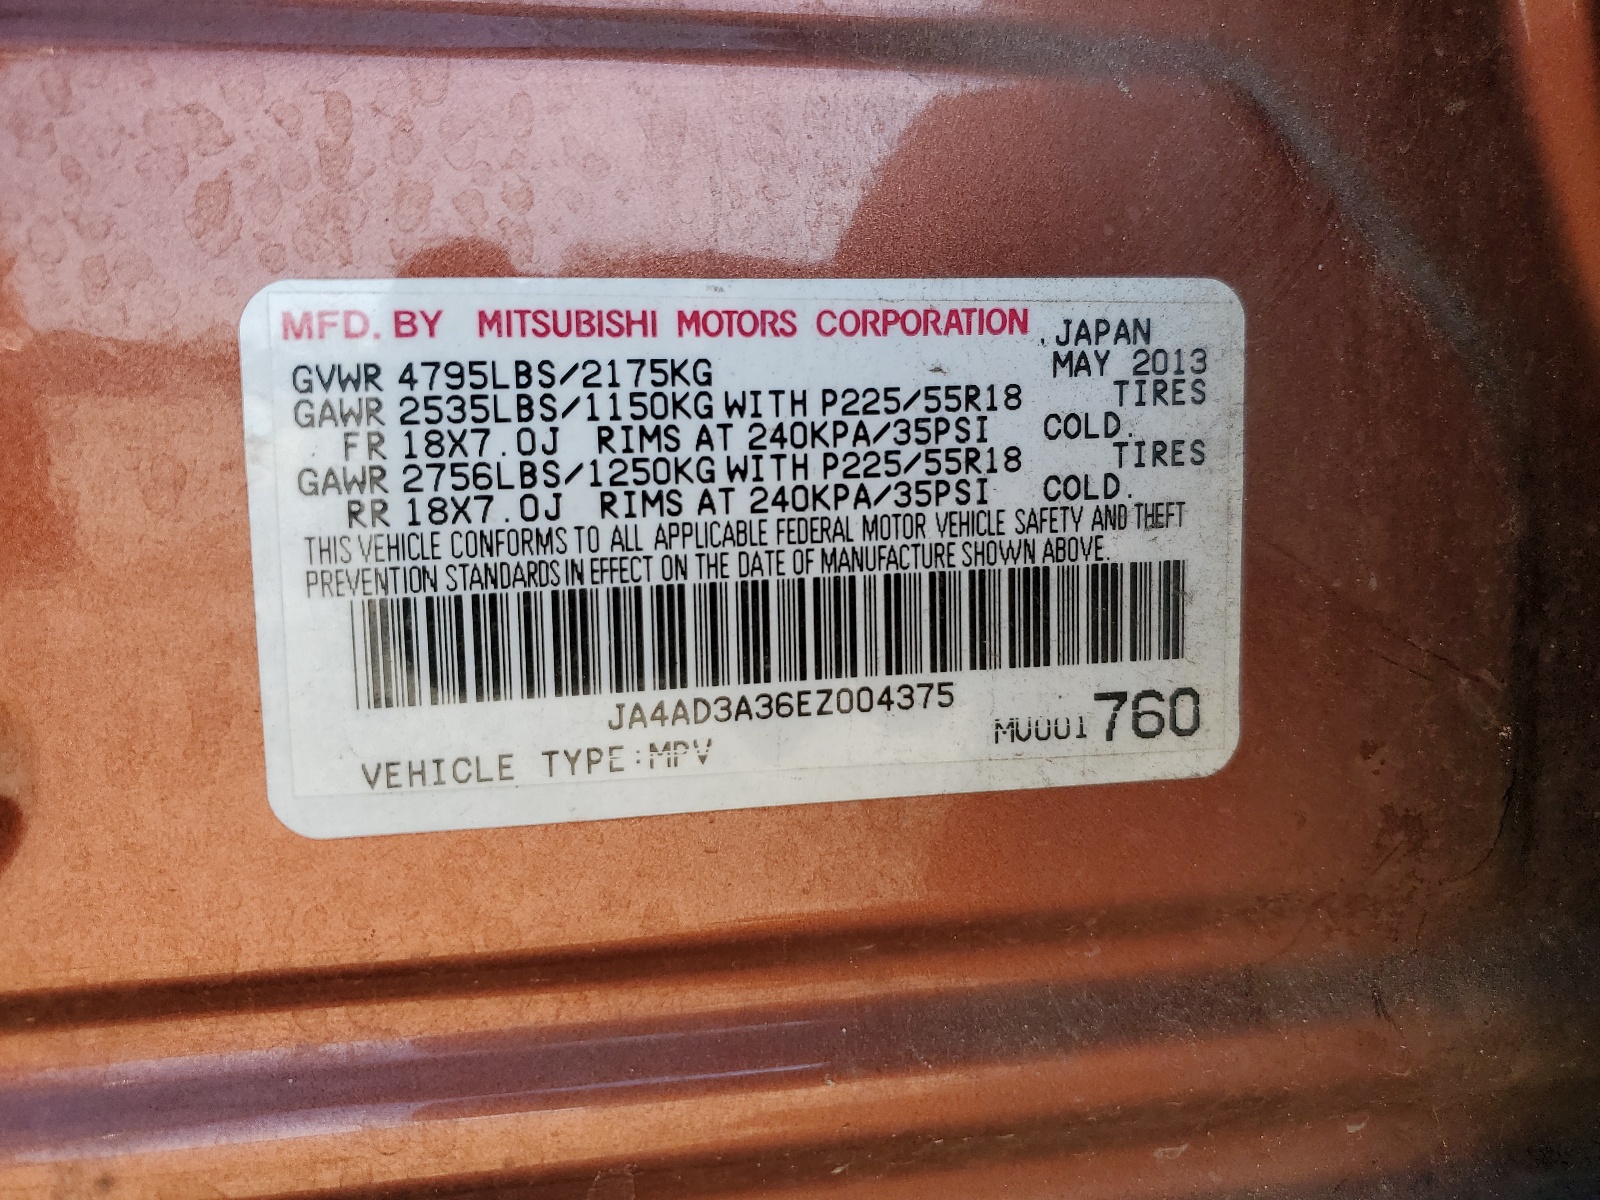 MFD. BY MITSUBISHI MOTORS CORPORATION
JAPAN
GVWR 4795LBS/2175KG MAY 2013
GAWR 2535LBS/1150KG WITH P225/55R18 TIRES
FR 18X7.0J RIMS AT 240KPA/35PSI COLD.
GAWR 2756LBS/1250KG WITH P225/55R18 TIRES
RR 18X7.0J RIMS AT 240KPA/35PSI COLD.
THIS VEHICLE CONFORMS TO ALL APPLICABLE FEDERAL MOTOR VEHICLE SAFETY AND THEFT
PREVENTION STANDARDS IN EFFECT ON THE DATE OF MANUFACTURE SHOWN ABOVE.
JA4AD3A36EZ004375
MU001 760
VEHICLE TYPE:MPV